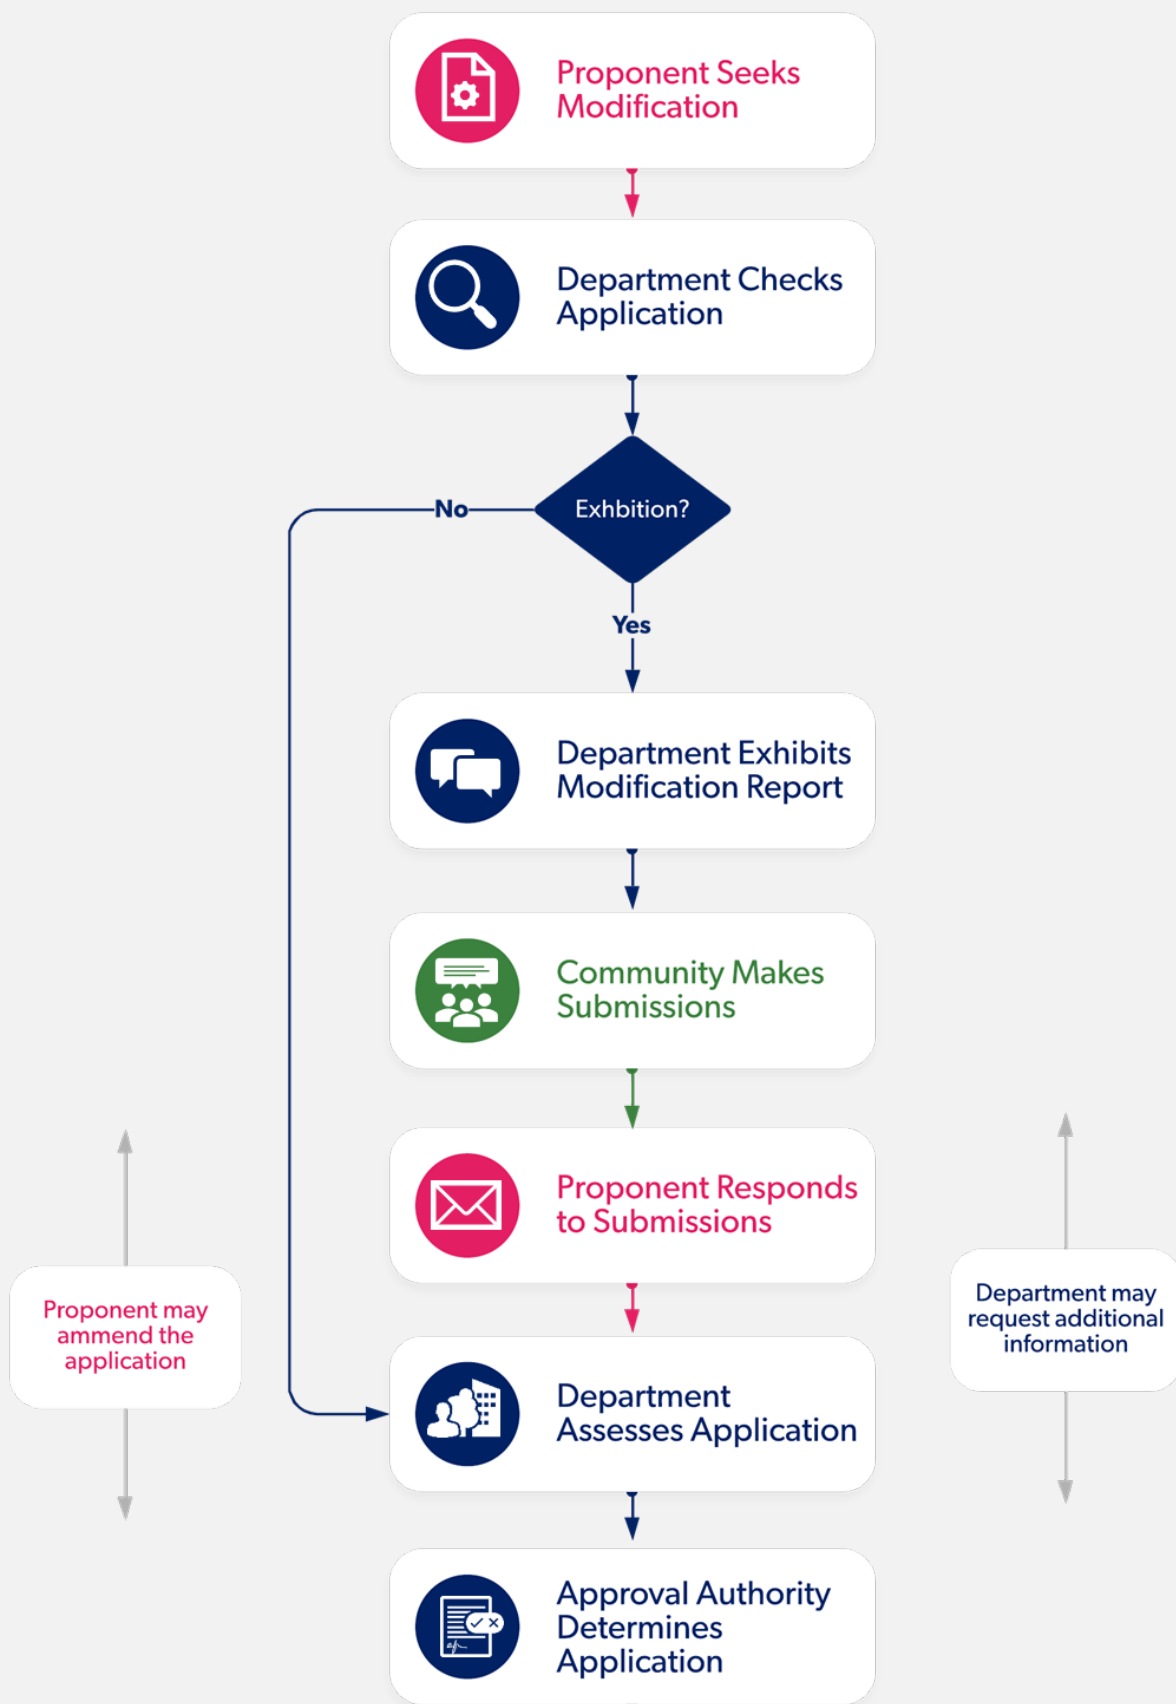 Proponent Seeks
Modification
Department Checks
Application
Exhbition?
No
Yes
Department Exhibits
Modification Report
Community Makes
Submissions
Proponent Responds
to Submissions
Proponent may
ammend the
application
Department may
request additional
information
Department
Assesses Application
Approval Authority
Determines
Application